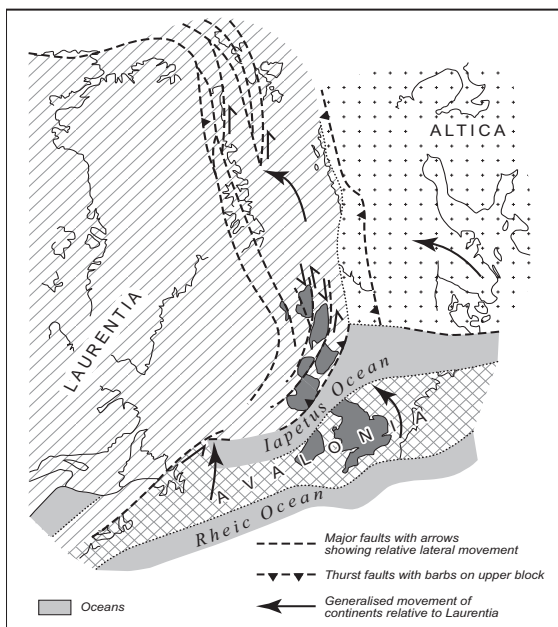 ALTICA
LAURENTIA
Iapetus Ocean
AVALONIA
Rheic Ocean
Major faults with arrows
showing relative lateral movement
Thurst faults with barbs on upper block
Oceans
Generalised movement of
continents relative to Laurentia